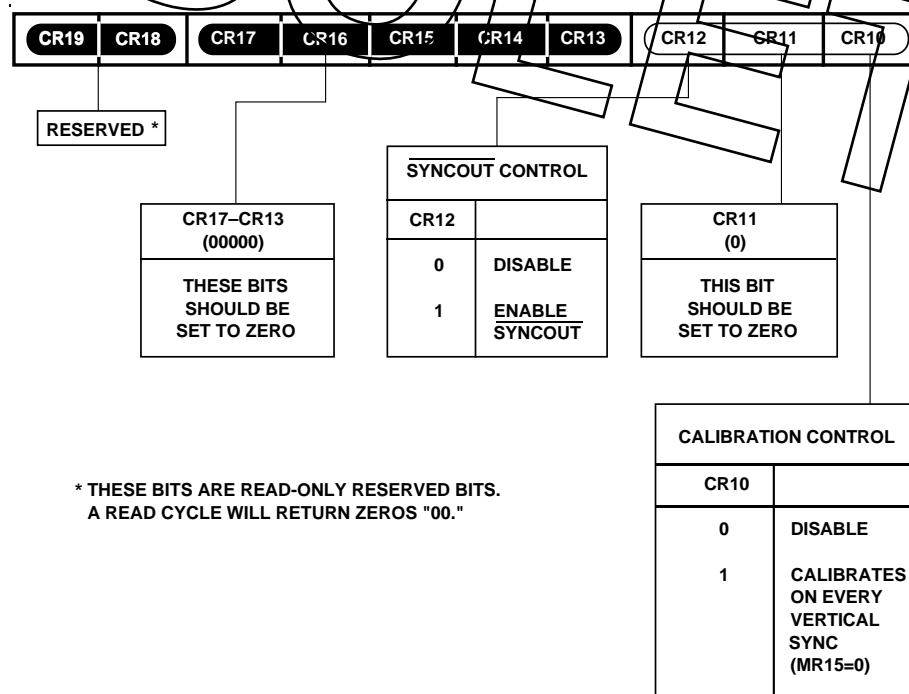 CR19 CR18 CR17 CR16 CR15 CR14 CR13 CR12 CR11 CR10
RESERVED *
SYNCOUT CONTROL
CR12
0 DISABLE
1 ENABLE
SYNCOUT
CR17–CR13
(00000)
THESE BITS
SHOULD BE
SET TO ZERO
CR11
(0)
THIS BIT
SHOULD BE
SET TO ZERO
CALIBRATION CONTROL
CR10
0 DISABLE
1 CALIBRATES
ON EVERY
VERTICAL
SYNC
(MR15=0)
* THESE BITS ARE READ-ONLY RESERVED BITS.
A READ CYCLE WILL RETURN ZEROS "00."